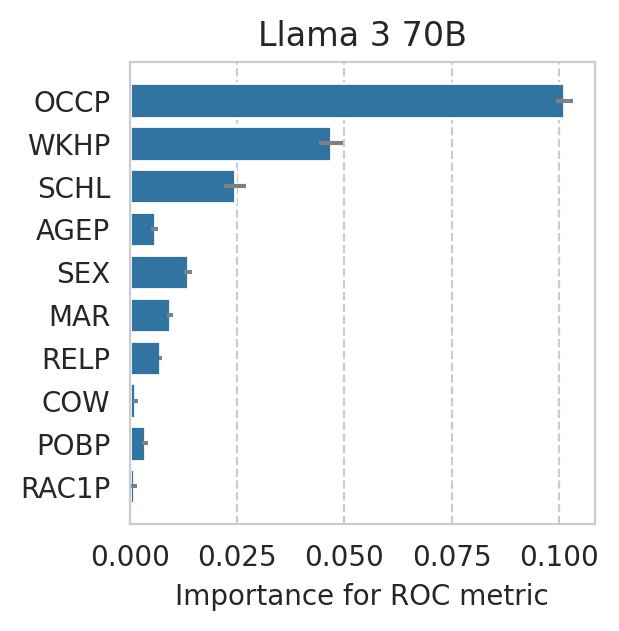 Llama 3 70B
OCCP
WKHP
SCHL
AGEP
SEX
MAR
RELP
COW
POBP
RAC1P
0.000 0.025 0.050 0.075 0.100
Importance for ROC metric